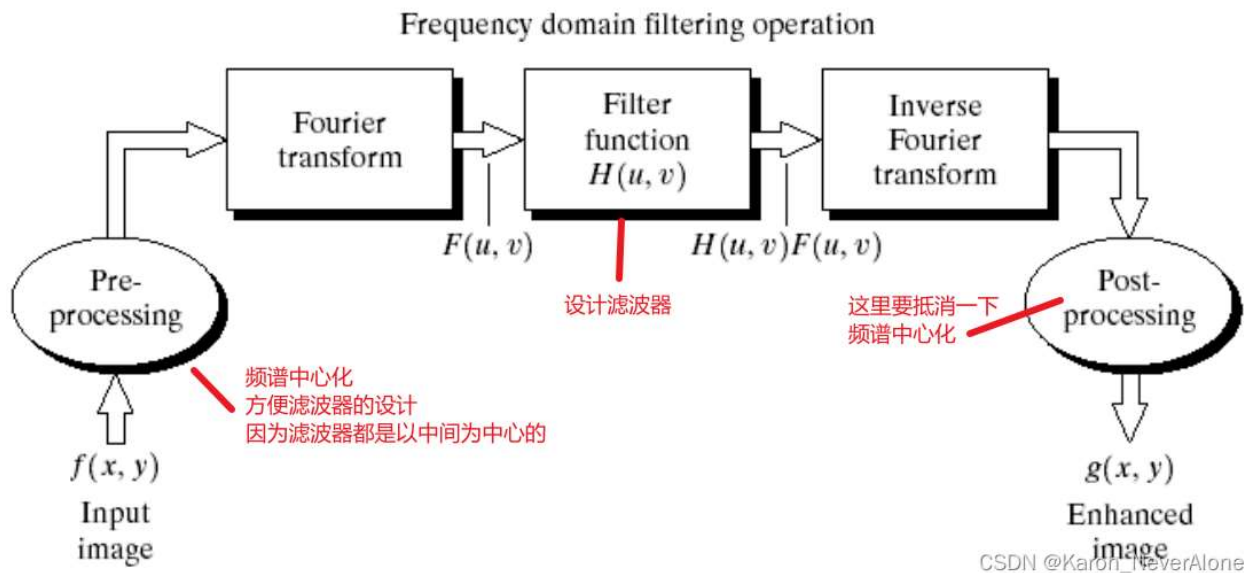 Frequency domain filtering operation
Fourier
transform
Filter
function
H(u, v)
Inverse
Fourier
transform
F(u, v)
H(u, v)F(u, v)
Pre-
processing
设计滤波器
这里要抵消一下
频谱中心化
Post-
processing
频谱中心化
方便滤波器的设计
因为滤波器都是以中间为中心的
f(x, y)
Input
image
g(x, y)
Enhanced
image
CSDN @Karon_NeverAlone